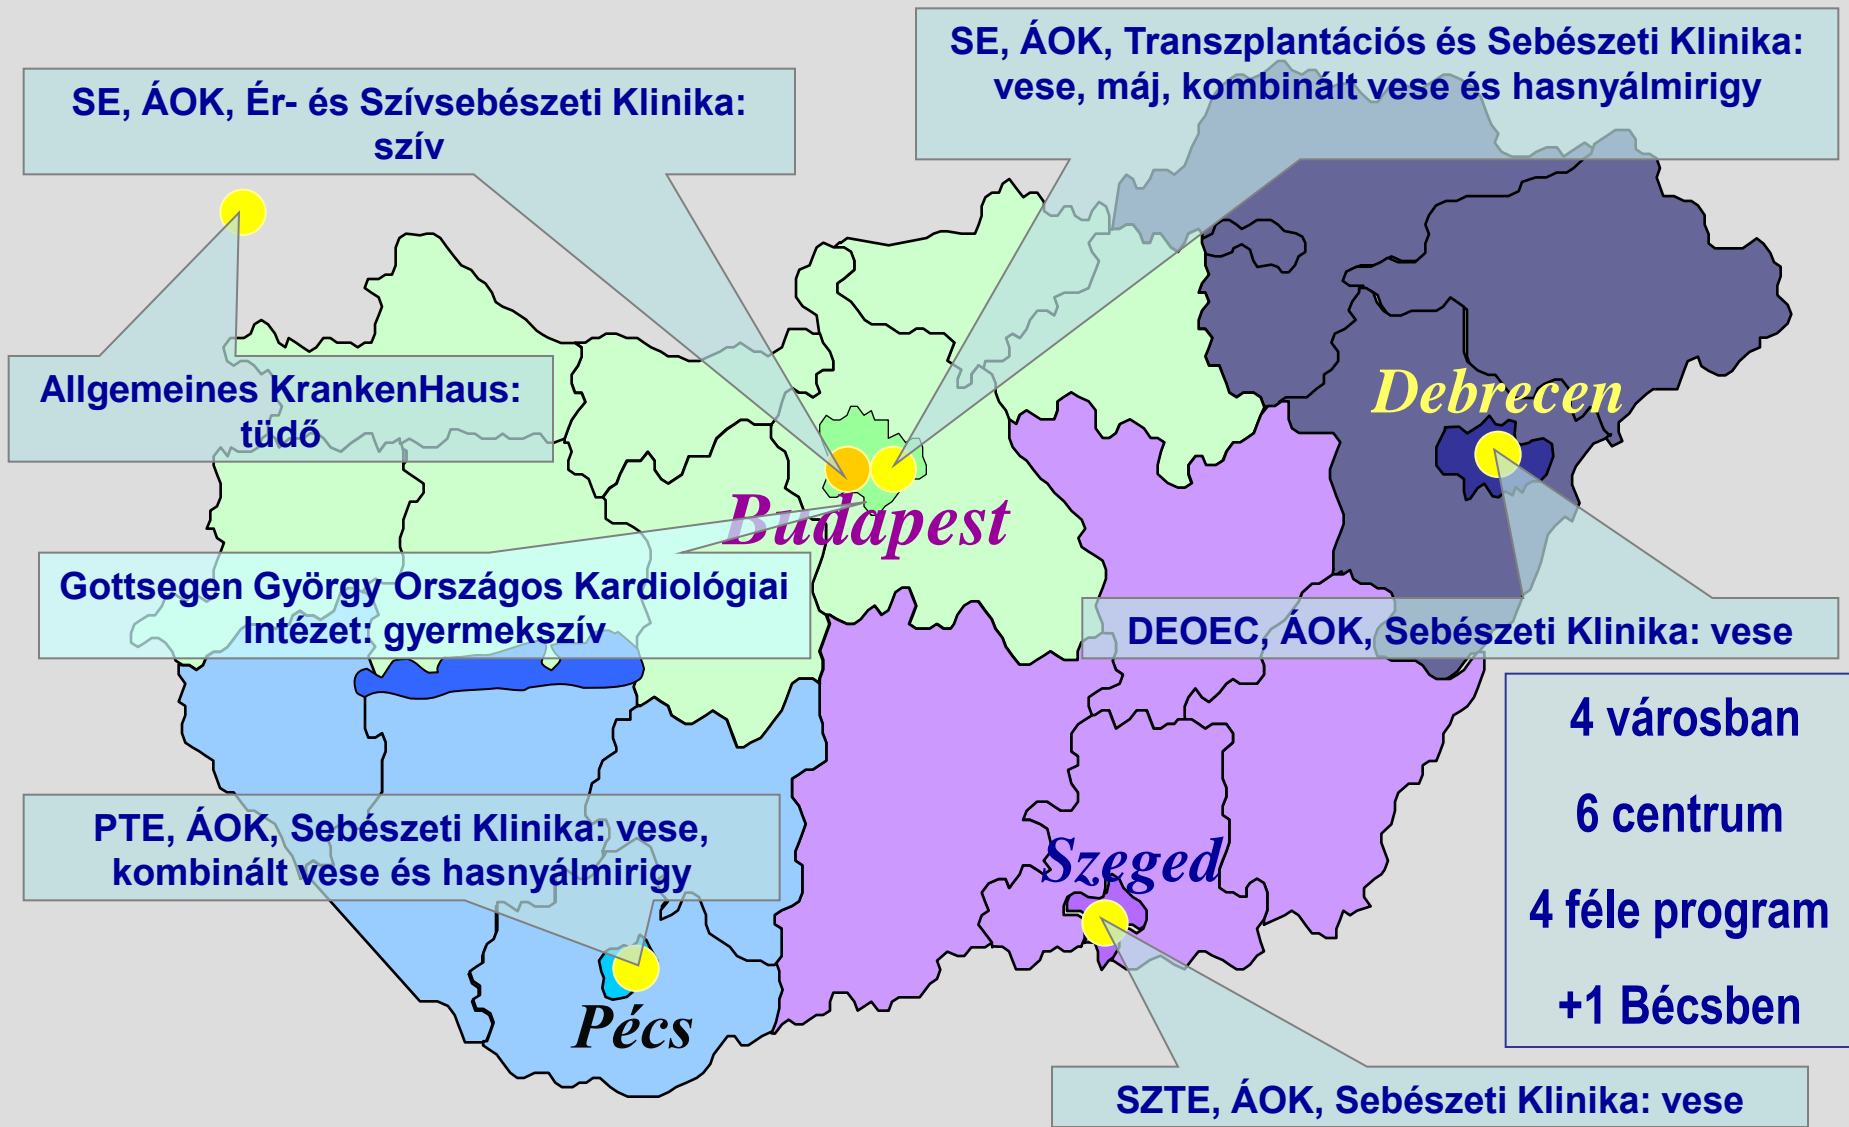 SE, ÁOK, Transzplantációs és Sebészeti Klinika:
vese, máj, kombinált vese és hasnyálmirigy
SE, ÁOK, Ér- és Szívsebészeti Klinika:
szív
Allgemeines KrankenHaus:
tüdő
Debrecen
Budapest
Gottsegen György Országos Kardiológiai
Intézet: gyermekszív
DEOEC, ÁOK, Sebészeti Klinika: vese
4 városban
6 centrum
4 féle program
+1 Bécsben
PTE, ÁOK, Sebészeti Klinika: vese,
kombinált vese és hasnyálmirigy
Szeged
Pécs
SZTE, ÁOK, Sebészeti Klinika: vese